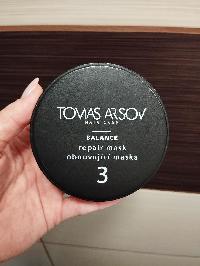 TOMAS ARSOV
HAIR CARE
BALANCE
repair mask
obnovující maska
3